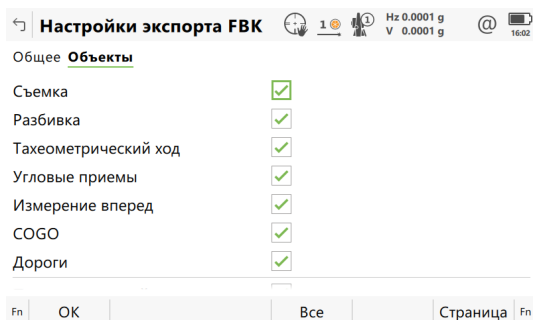 Настройки экспорта FBK
1
1
Hz 0.0001 g
V 0.0001 g
@
16:02
Общее Объекты
Съемка
Разбивка
Тахеометрический ход
Угловые приемы
Измерение вперед
COGO
Дороги
Fn OK Все Страница Fn